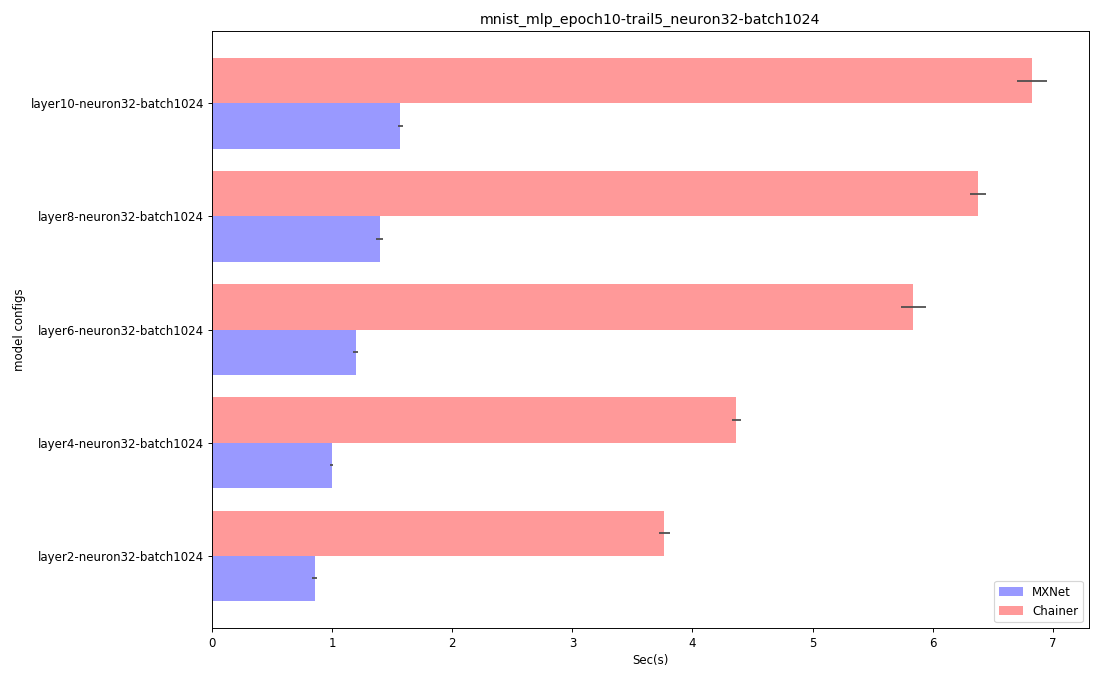 mnist_mlp_epoch10-trail5_neuron32-batch1024
layer10-neuron32-batch1024
layer8-neuron32-batch1024
layer6-neuron32-batch1024
layer4-neuron32-batch1024
layer2-neuron32-batch1024
model configs
MXNet
Chainer
0 1 2 3 4 5 6 7
Sec(s)